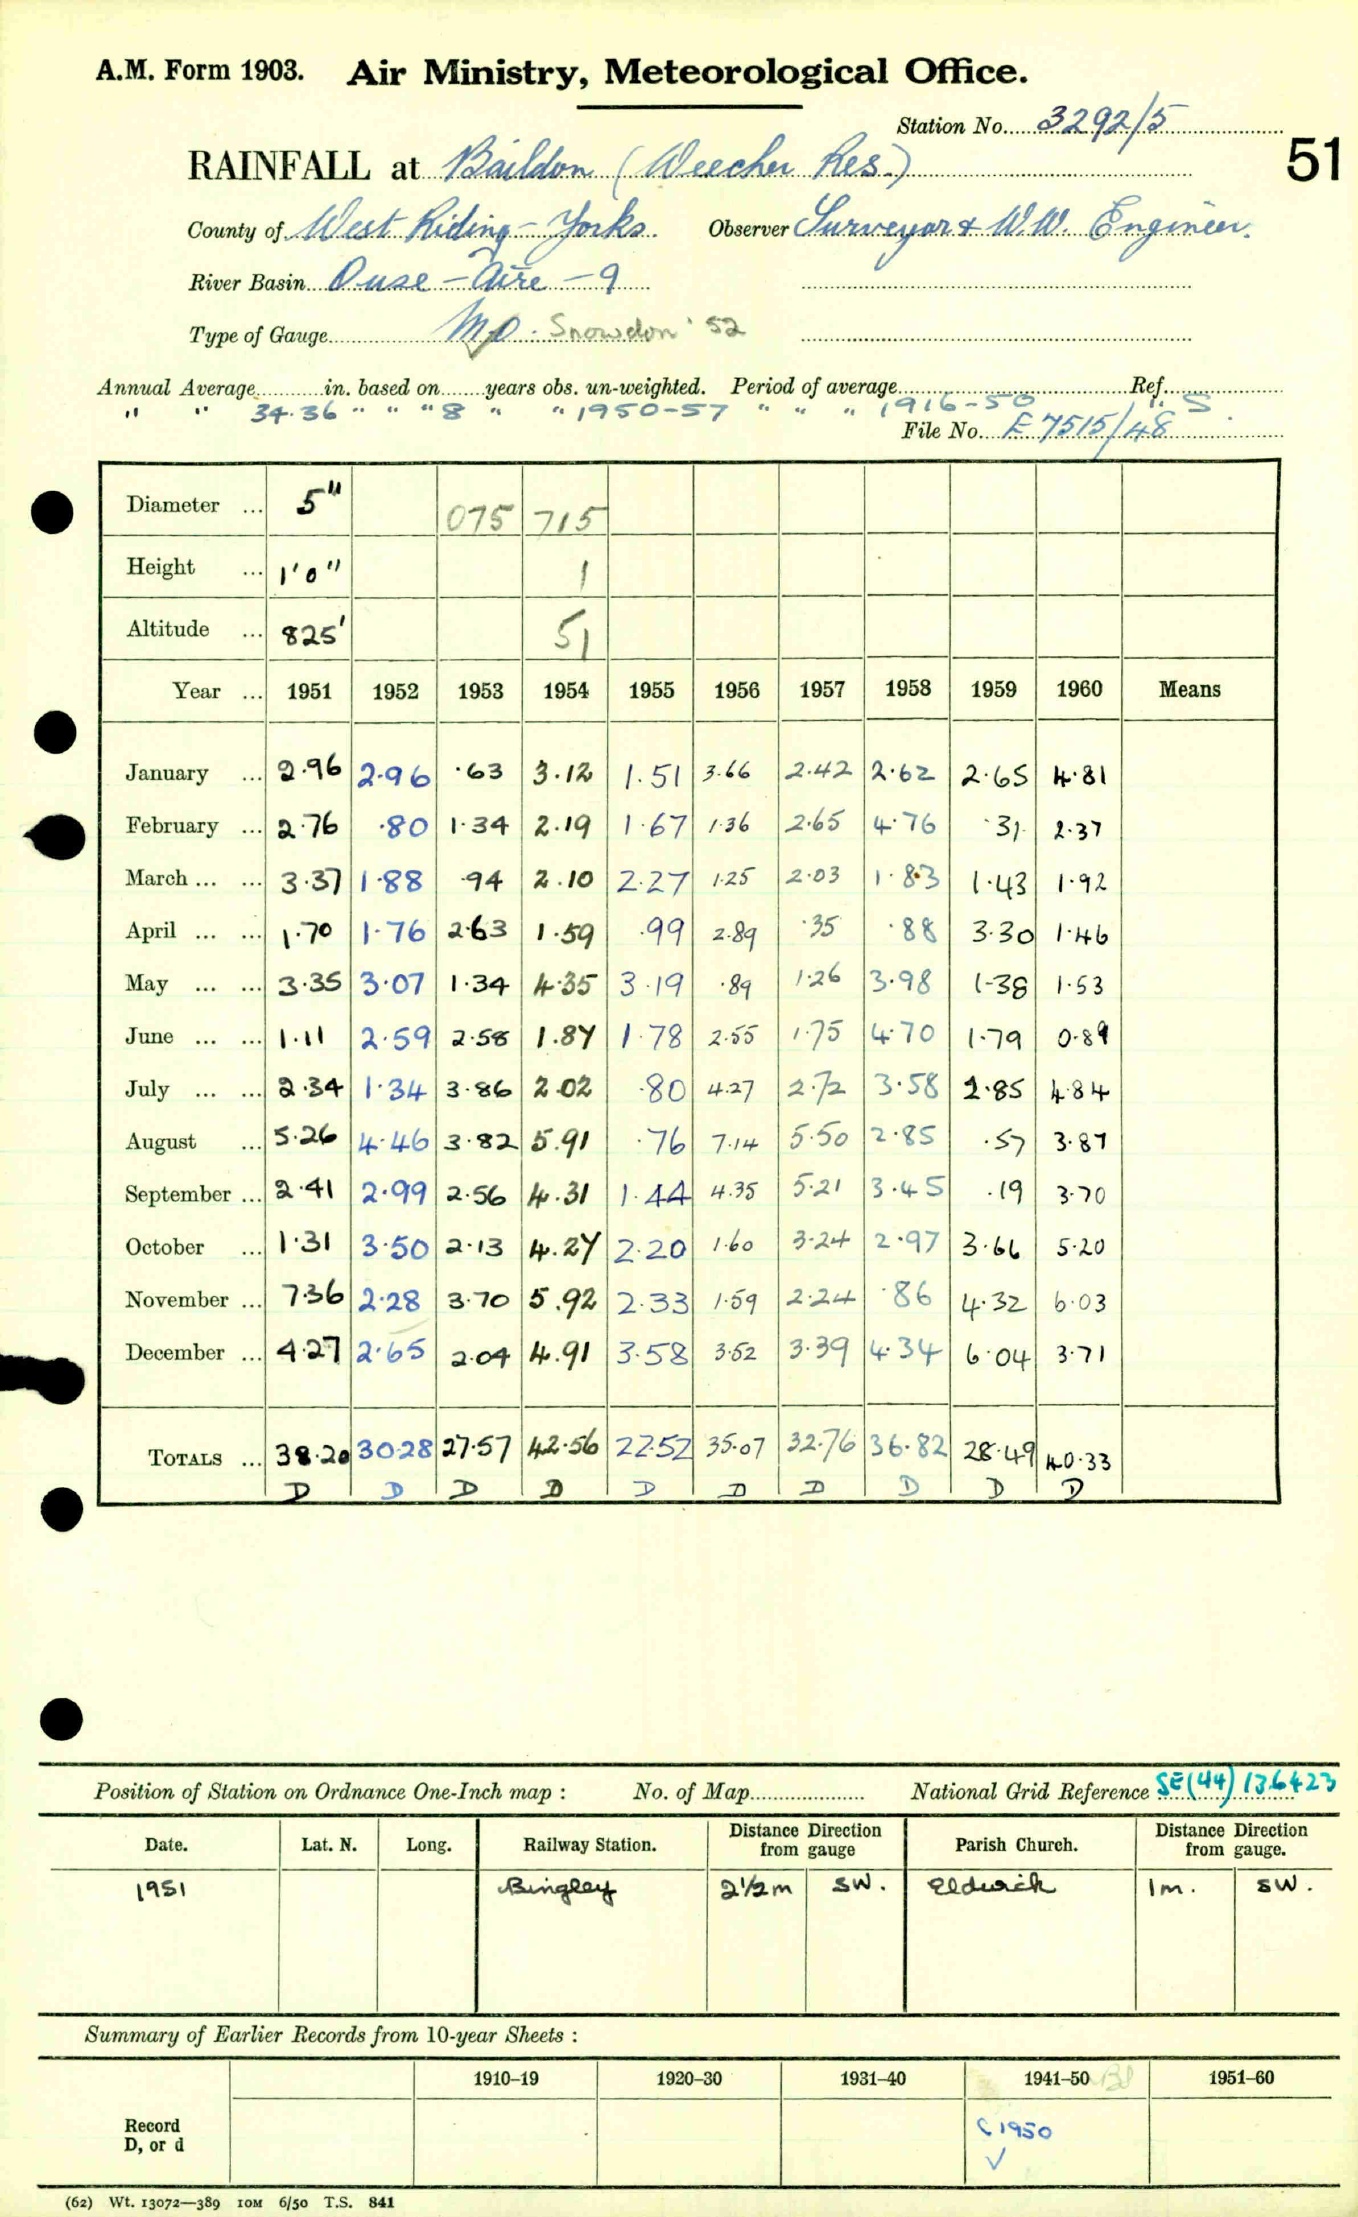 A.M. Form 1903. Air Ministry, Meteorological Office.
Station No. 3292/5
51
RAINFALL at Baildon (Weecher Res.)
County of West Riding - Yorks. Observer Surveyor & W.W. Engineer.
River Basin Ouse - Aire - 9
Type of Gauge M.O. Snowdon '52
Annual Average in. based on years obs. un-weighted. Period of average Ref.
" " 34.36 " " " 8 " " 1950-57 " " " 1916-50 " S
File No. E 7515/48
Diameter ... 5" 075 715
Height ... 1'0" 1
Altitude ... 825' 51
Year ... 1951 1952 1953 1954 1955 1956 1957 1958 1959 1960 Means
January ... 2.96 2.96 .63 3.12 1.51 3.66 2.42 2.62 2.65 4.81
February ... 2.76 .80 1.34 2.19 1.67 1.36 2.65 4.76 .31 2.37
March ... ... 3.37 1.88 .94 2.10 2.27 1.25 2.03 1.83 1.43 1.92
April ... ... 1.70 1.76 2.63 1.59 .99 2.89 .35 .88 3.30 1.46
May ... ... 3.35 3.07 1.34 4.35 3.19 .89 1.26 3.98 1.38 1.53
June ... ... 1.11 2.59 2.58 1.87 1.78 2.55 1.75 4.70 1.79 0.89
July ... ... 2.34 1.34 3.86 2.02 .80 4.27 2.72 3.58 2.85 4.84
August ... 5.26 4.46 3.82 5.91 .76 7.14 5.50 2.85 .57 3.87
September ... 2.41 2.99 2.56 4.31 1.44 4.35 5.21 3.45 .19 3.70
October ... 1.31 3.50 2.13 4.27 2.20 1.60 3.24 2.97 3.66 5.20
November ... 7.36 2.28 3.70 5.92 2.33 1.59 2.24 .86 4.32 6.03
December ... 4.27 2.65 2.04 4.91 3.58 3.52 3.39 4.34 6.04 3.71
TOTALS ... 38.20 30.28 27.57 42.56 22.52 35.07 32.76 36.82 28.49 40.33
D D D D D D D D D D
Position of Station on Ordnance One-Inch map : No. of Map National Grid Reference SE(44) 136423
Date. Lat. N. Long. Railway Station. Distance Direction from gauge Parish Church. Distance Direction from gauge.
1951 Bingley 2½m SW. Eldwick 1m. SW.
Summary of Earlier Records from 10-year Sheets :
1910–19 1920–30 1931–40 1941–50 1951–60
Record
D, or d
C 1950
(62) Wt. 13072—389 10M 6/50 T.S. 841